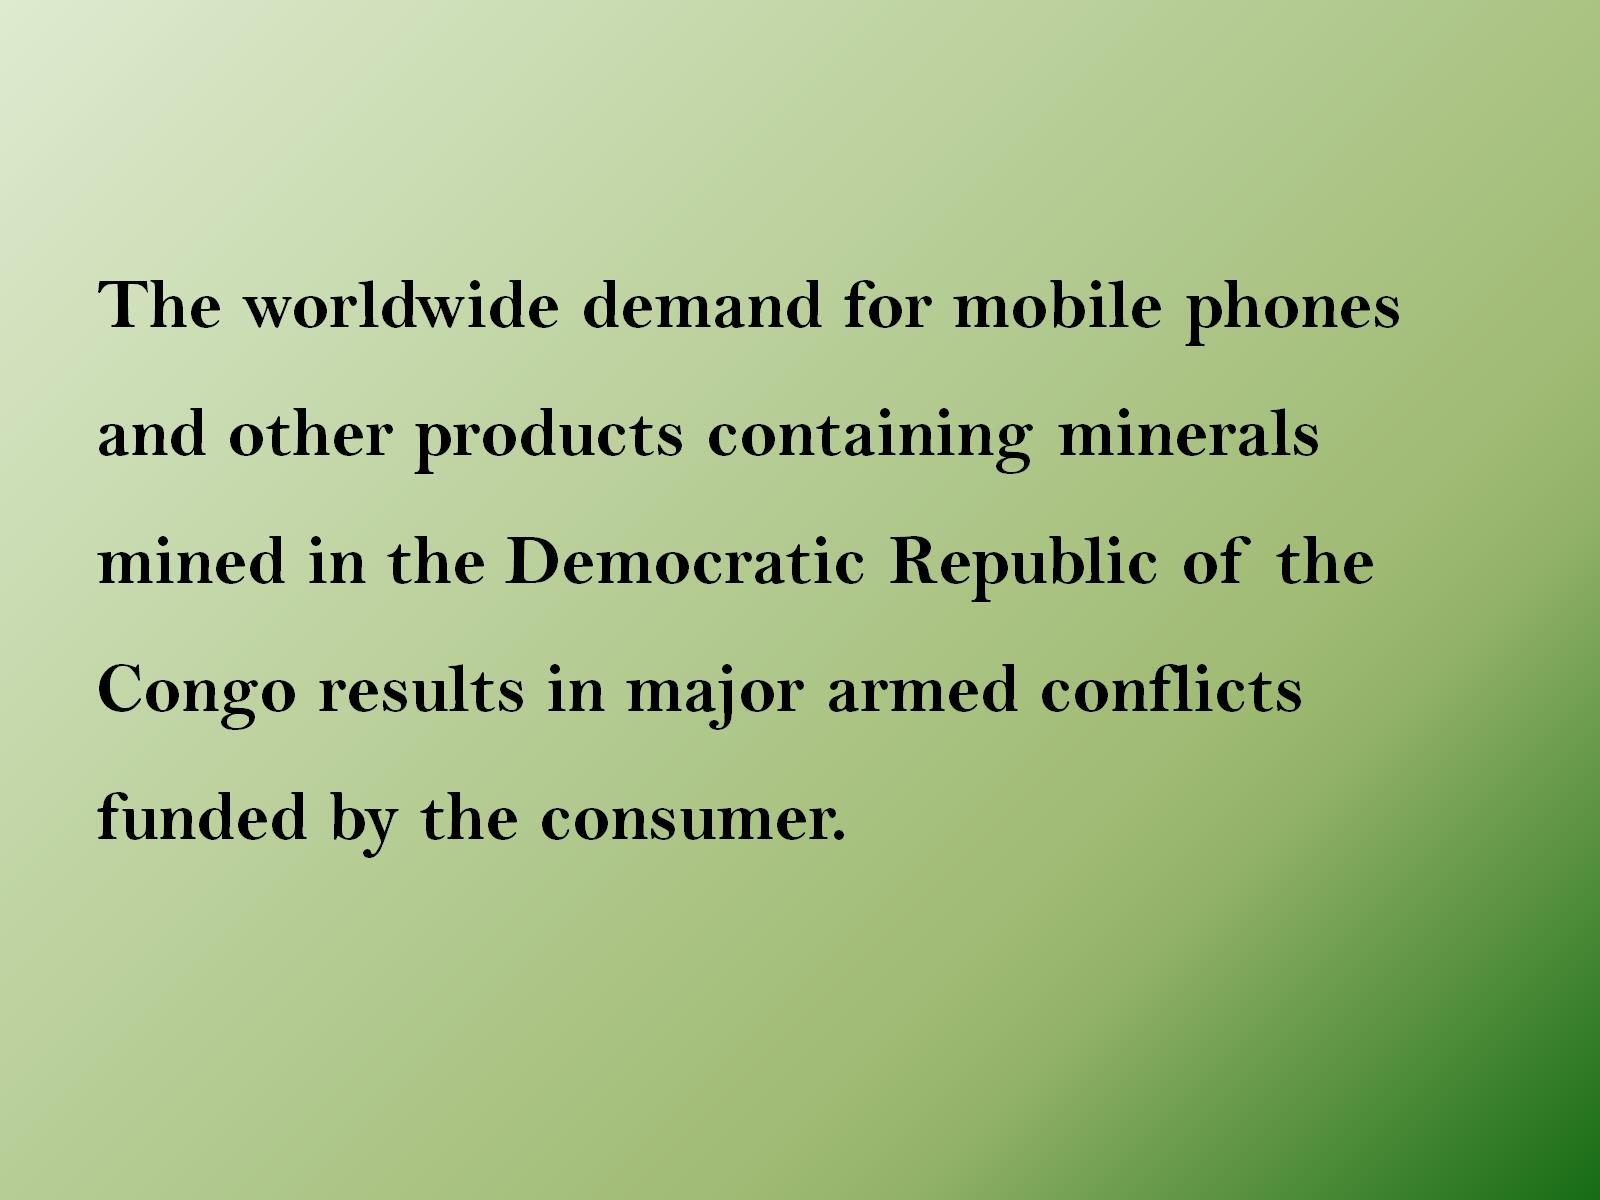 The worldwide demand for mobile phones
and other products containing minerals
mined in the Democratic Republic of the
Congo results in major armed conflicts
funded by the consumer.